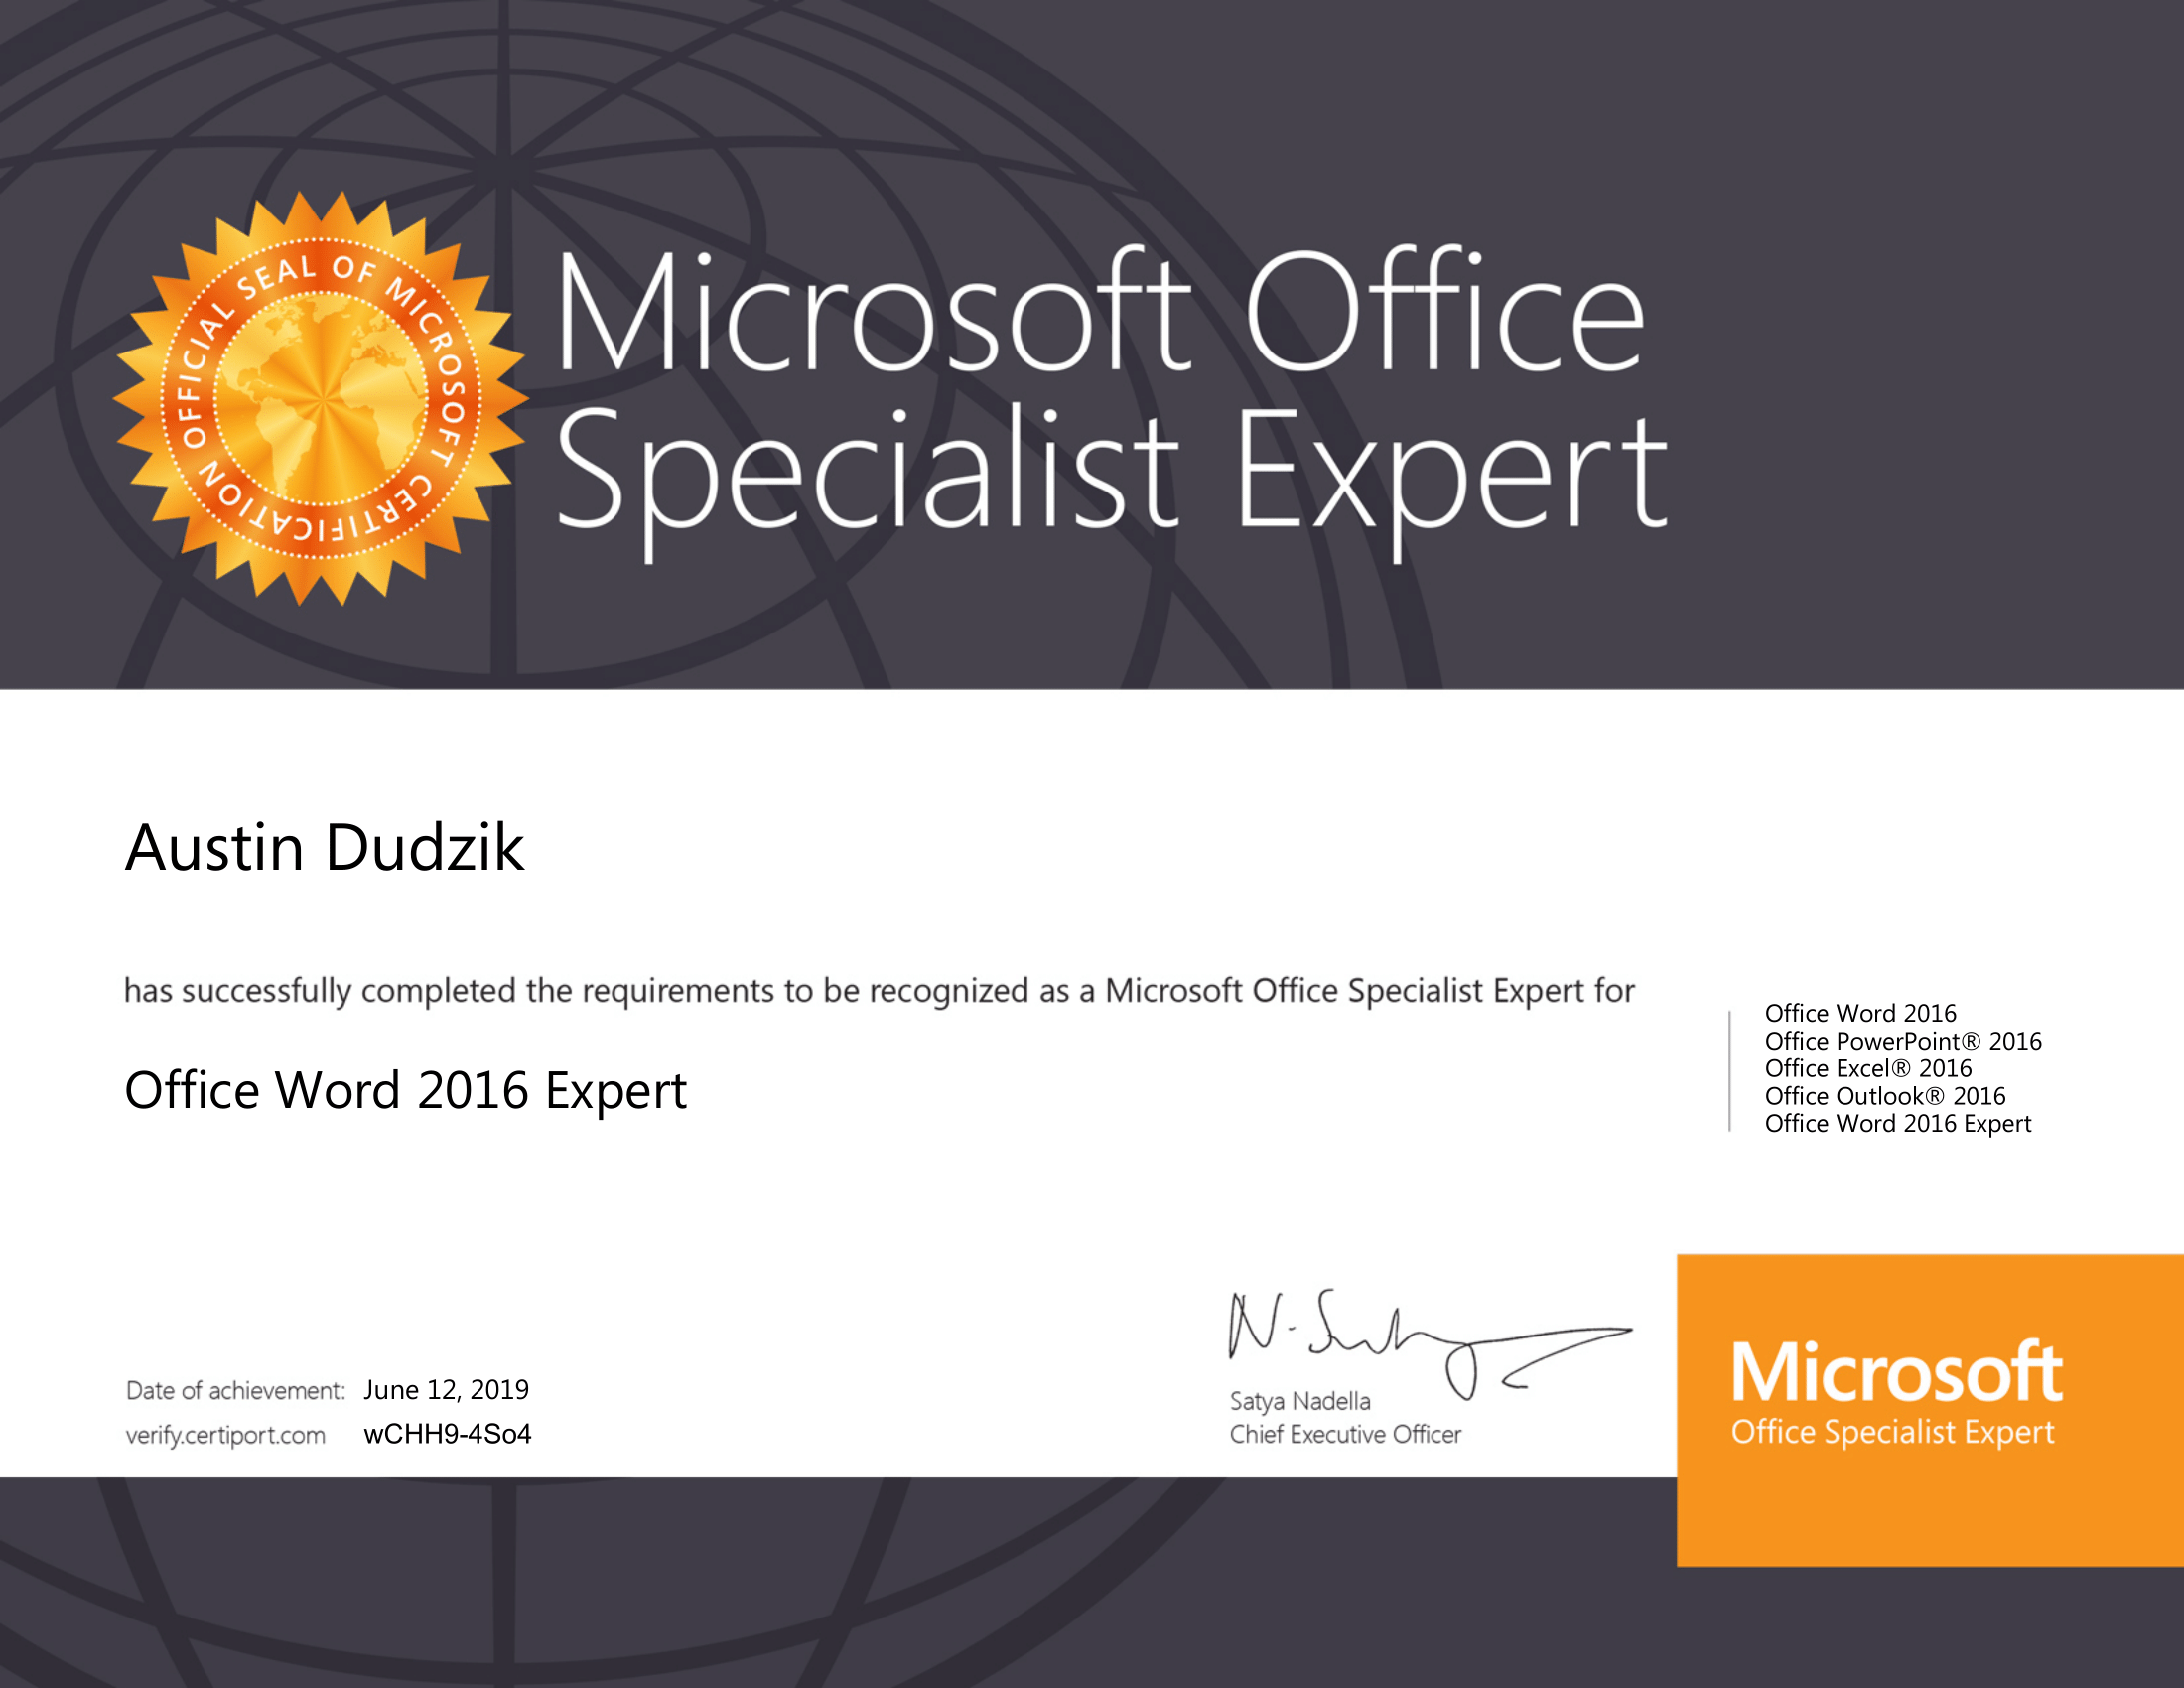 OFFICIAL SEAL OF MICROSOFT CERTIFICATION
Microsoft Office
Specialist Expert
Austin Dudzik
has successfully completed the requirements to be recognized as a Microsoft Office Specialist Expert for
Office Word 2016 Expert
Office Word 2016
Office PowerPoint® 2016
Office Excel® 2016
Office Outlook® 2016
Office Word 2016 Expert
Date of achievement: June 12, 2019
verify.certiport.com wCHH9-4So4
N. Satya
Satya Nadella
Chief Executive Officer
Microsoft
Office Specialist Expert